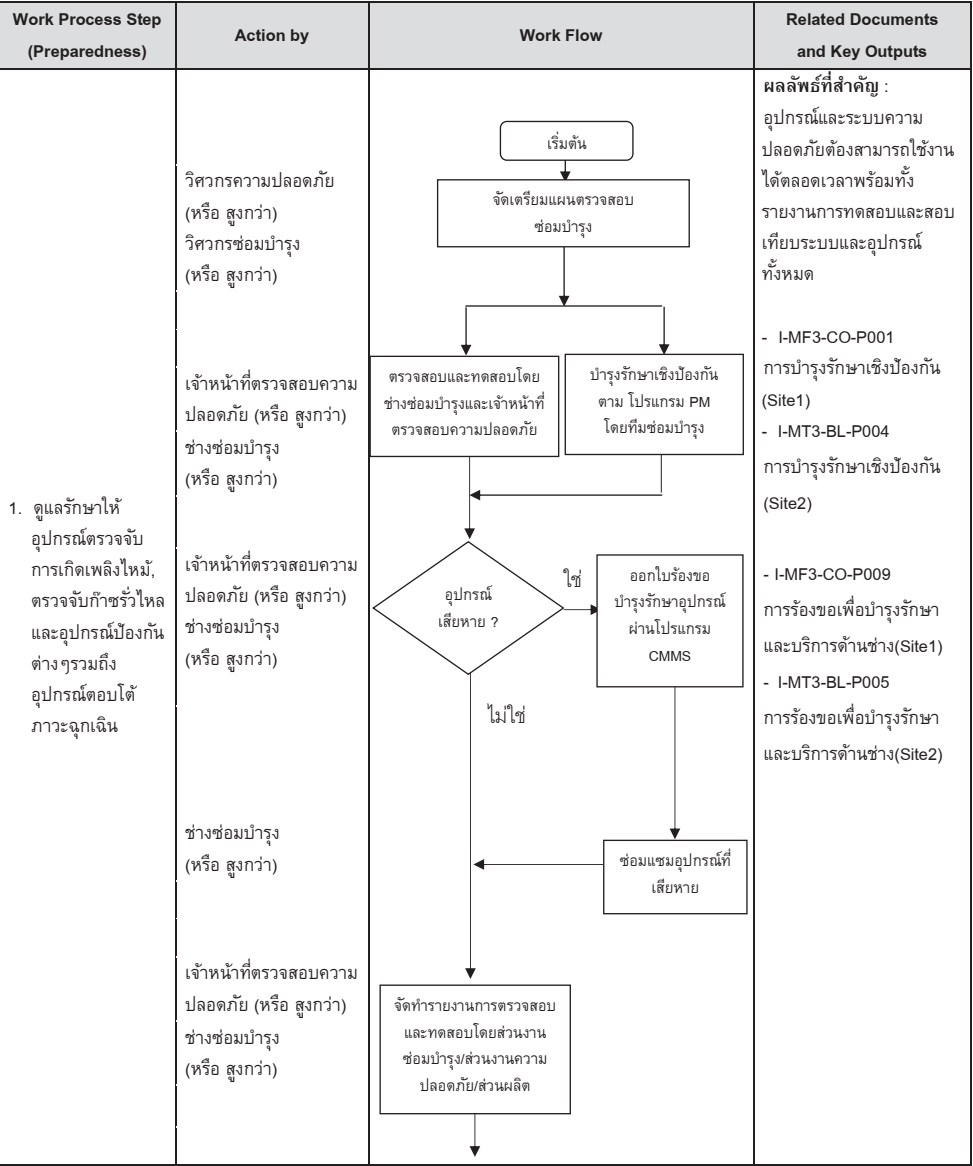 Work Process Step
(Preparedness)
Action by
Work Flow
Related Documents
and Key Outputs
1. ดูแลรักษาให้
อุปกรณ์ตรวจจับ
การเกิดเพลิงไหม้,
ตรวจจับก๊าซรั่วไหล
และอุปกรณ์ป้องกัน
ต่างๆรวมถึง
อุปกรณ์ตอบโต้
ภาวะฉุกเฉิน
วิศวกรความปลอดภัย
(หรือ สูงกว่า)
วิศวกรซ่อมบำรุง
(หรือ สูงกว่า)
เจ้าหน้าที่ตรวจสอบความ
ปลอดภัย (หรือ สูงกว่า)
ช่างซ่อมบำรุง
(หรือ สูงกว่า)
เจ้าหน้าที่ตรวจสอบความ
ปลอดภัย (หรือ สูงกว่า)
ช่างซ่อมบำรุง
(หรือ สูงกว่า)
ช่างซ่อมบำรุง
(หรือ สูงกว่า)
เจ้าหน้าที่ตรวจสอบความ
ปลอดภัย (หรือ สูงกว่า)
ช่างซ่อมบำรุง
(หรือ สูงกว่า)
เริ่มต้น
จัดเตรียมแผนตรวจสอบ
ซ่อมบำรุง
ตรวจสอบและทดสอบโดย
ช่างซ่อมบำรุงและเจ้าหน้าที่
ตรวจสอบความปลอดภัย
บำรุงรักษาเชิงป้องกัน
ตาม โปรแกรม PM
โดยทีมซ่อมบำรุง
อุปกรณ์
เสียหาย ?
ใช่
ออกใบร้องขอ
บำรุงรักษาอุปกรณ์
ผ่านโปรแกรม
CMMS
ไม่ใช่
ซ่อมแซมอุปกรณ์ที่
เสียหาย
จัดทำรายงานการตรวจสอบ
และทดสอบโดยส่วนงาน
ซ่อมบำรุง/ส่วนงานความ
ปลอดภัย/ส่วนผลิต
ผลลัพธ์ที่สำคัญ :
อุปกรณ์และระบบความ
ปลอดภัยต้องสามารถใช้งาน
ได้ตลอดเวลาพร้อมทั้ง
รายงานการทดสอบและสอบ
เทียบระบบและอุปกรณ์
ทั้งหมด
- I-MF3-CO-P001
การบำรุงรักษาเชิงป้องกัน
(Site1)
- I-MT3-BL-P004
การบำรุงรักษาเชิงป้องกัน
(Site2)
- I-MF3-CO-P009
การร้องขอเพื่อบำรุงรักษา
และบริการด้านช่าง(Site1)
- I-MT3-BL-P005
การร้องขอเพื่อบำรุงรักษา
และบริการด้านช่าง(Site2)